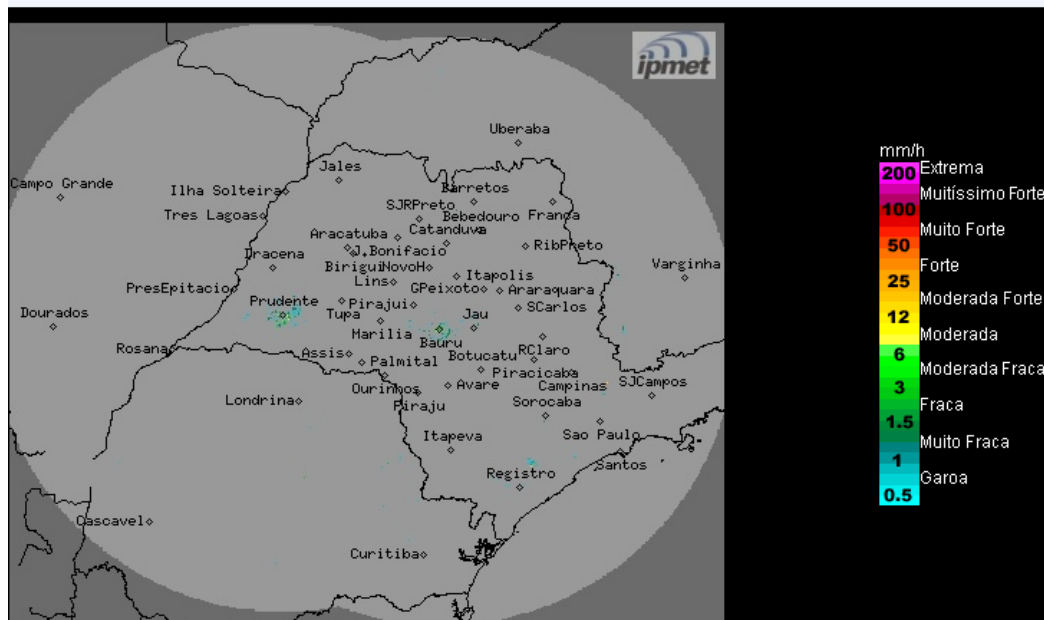 ipmet
Uberaba
Jales
Campo Grande
Ilha Solteira
Barretos
SJRPreto
Tres Lagoas
Bebedouro
Franca
Catanduva
Aracatuba
J.Bonifacio
RibPreto
Dracena
Birigui
NovoH
Itapolis
Varginha
Lins
GPeixoto
Araraquara
PresEpitacio
Prudente
Tupa
Pirajui
SCarlos
Dourados
Marilia
Jau
Bauru
Rosana
Assis
Palmital
Botucatu
RClaro
Piracicaba
Ourinhos
Avare
Campinas
SJCampos
Londrina
Piraju
Sorocaba
Itapeva
Sao Paulo
Santos
Registro
Cascavel
Curitiba
mm/h
200 Extrema
Muitíssimo Forte
100
Muito Forte
50
Forte
25
Moderada Forte
12
Moderada
6
Moderada Fraca
3
Fraca
1.5
Muito Fraca
1
Garoa
0.5